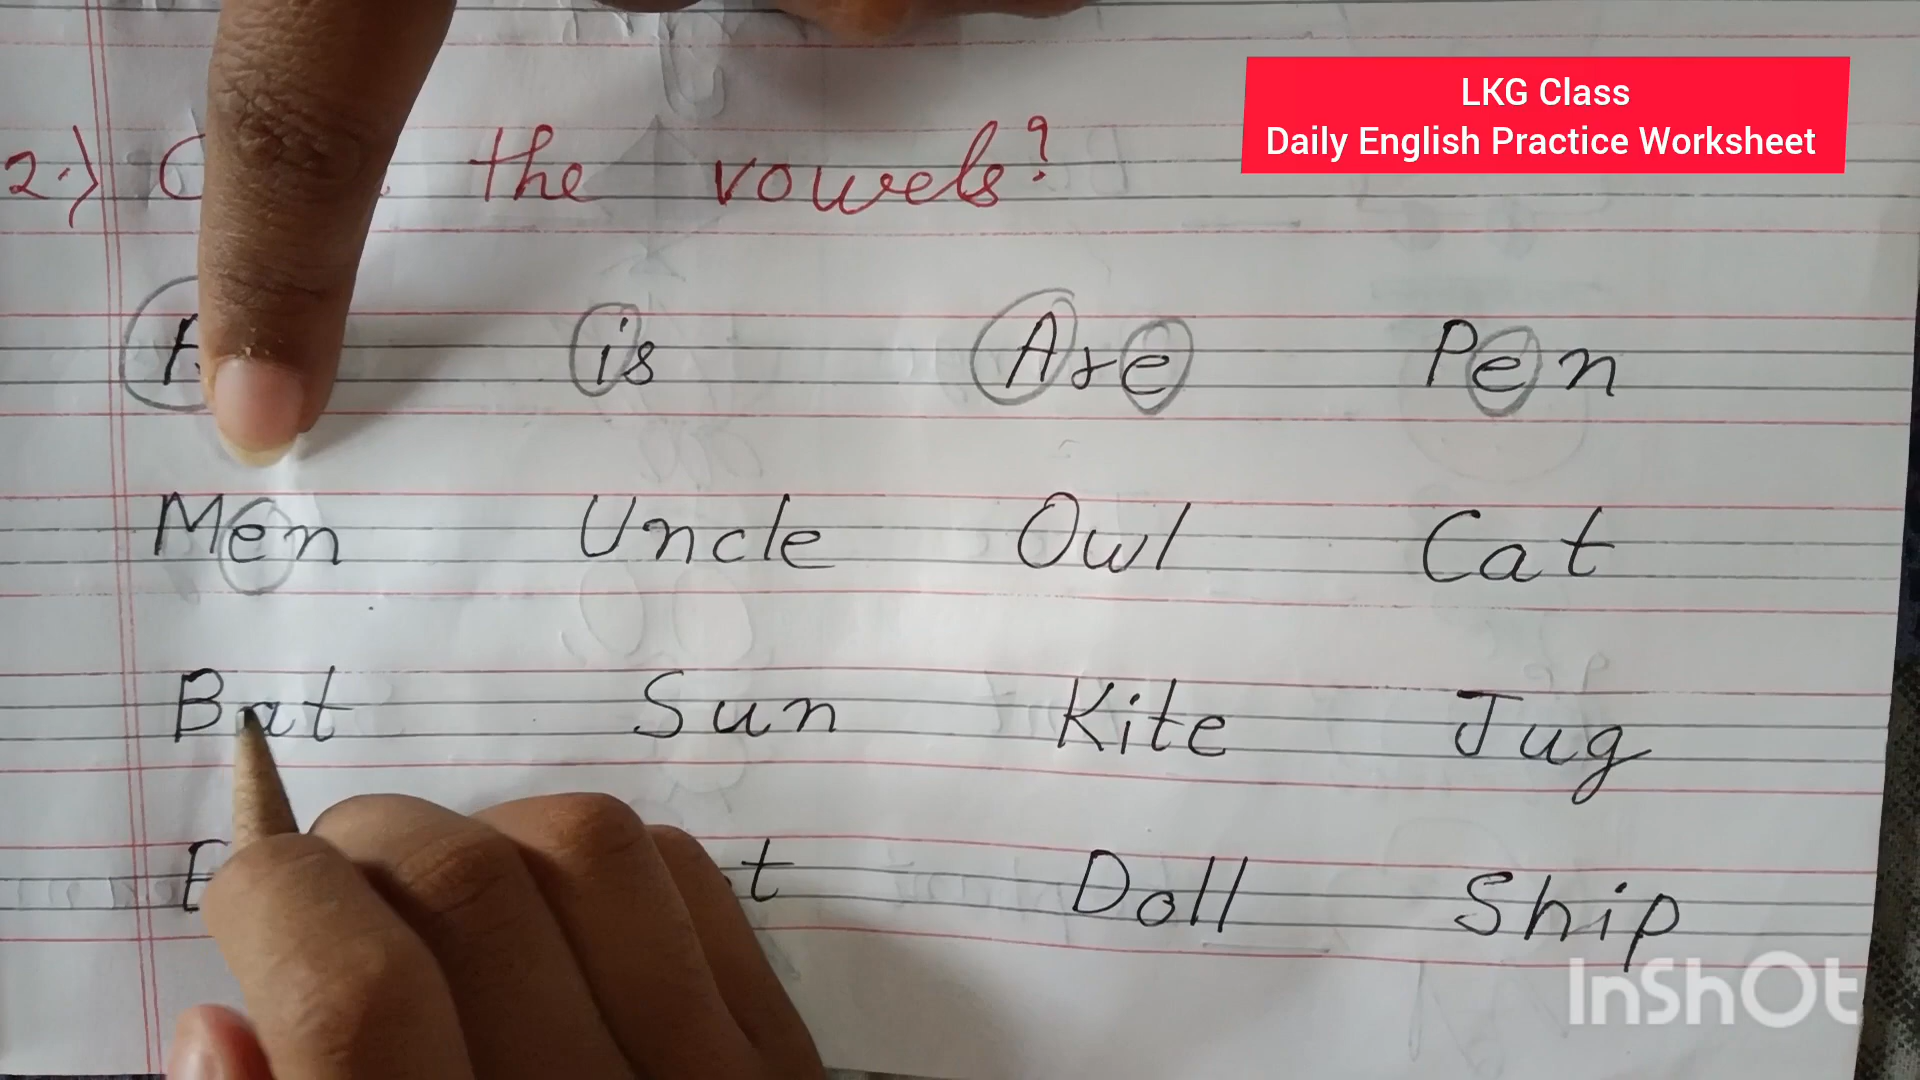 LKG Class
Daily English Practice Worksheet
2.) the vowels?
is Are Pen
Men Uncle Owl Cat
Bat Sun Kite Jug
Doll Ship
InShOt